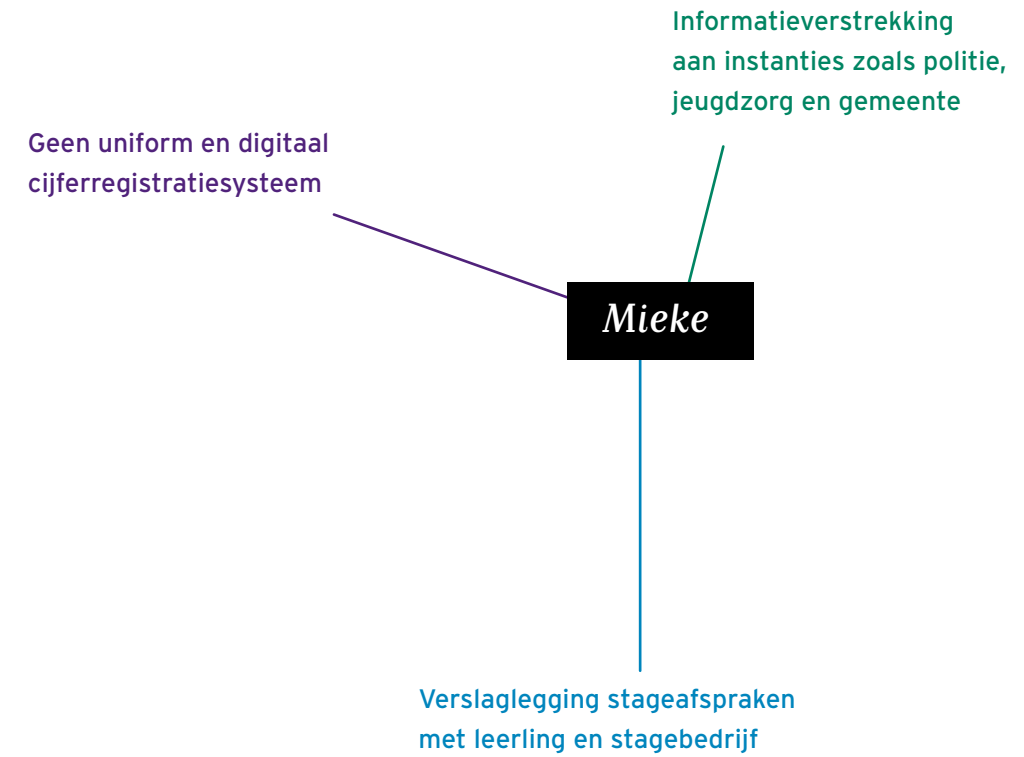 Informatieverstrekking
aan instanties zoals politie,
jeugdzorg en gemeente
Geen uniform en digitaal
cijferregistratiesysteem
Mieke
Verslaglegging stageafspraken
met leerling en stagebedrijf